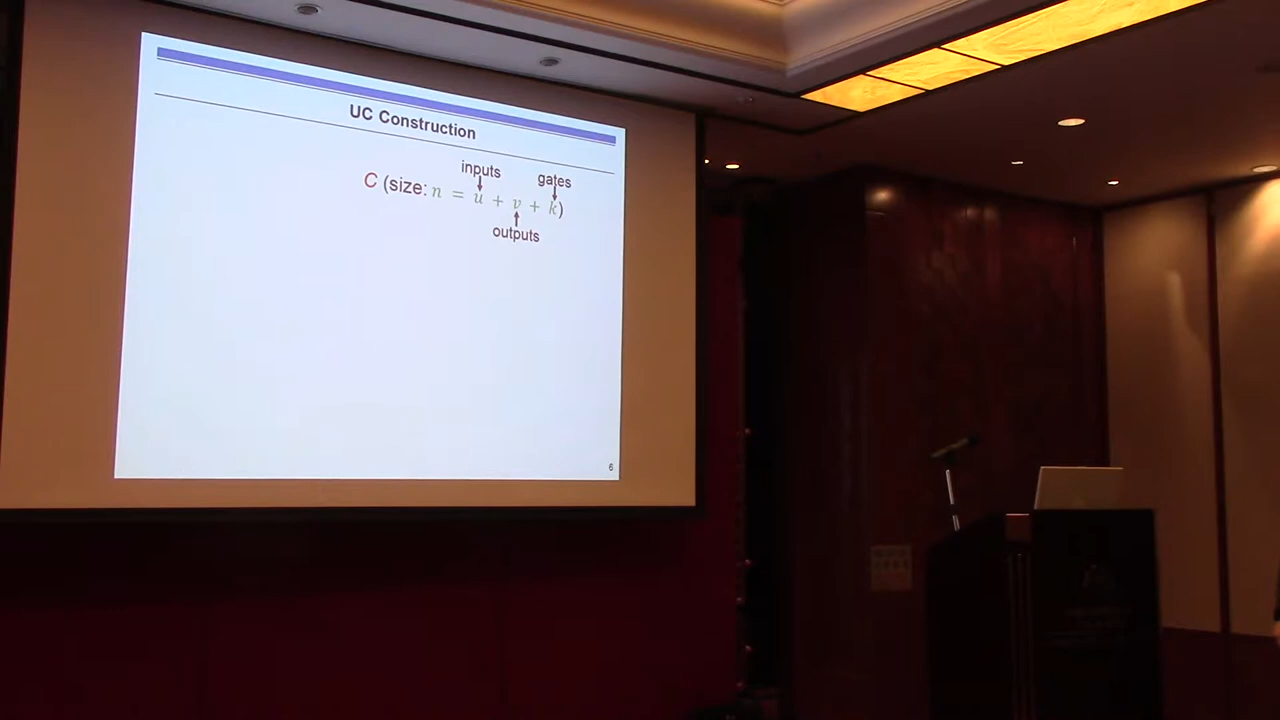 UC Construction
inputs
gates
C (size: n = u + v + k)
outputs
6